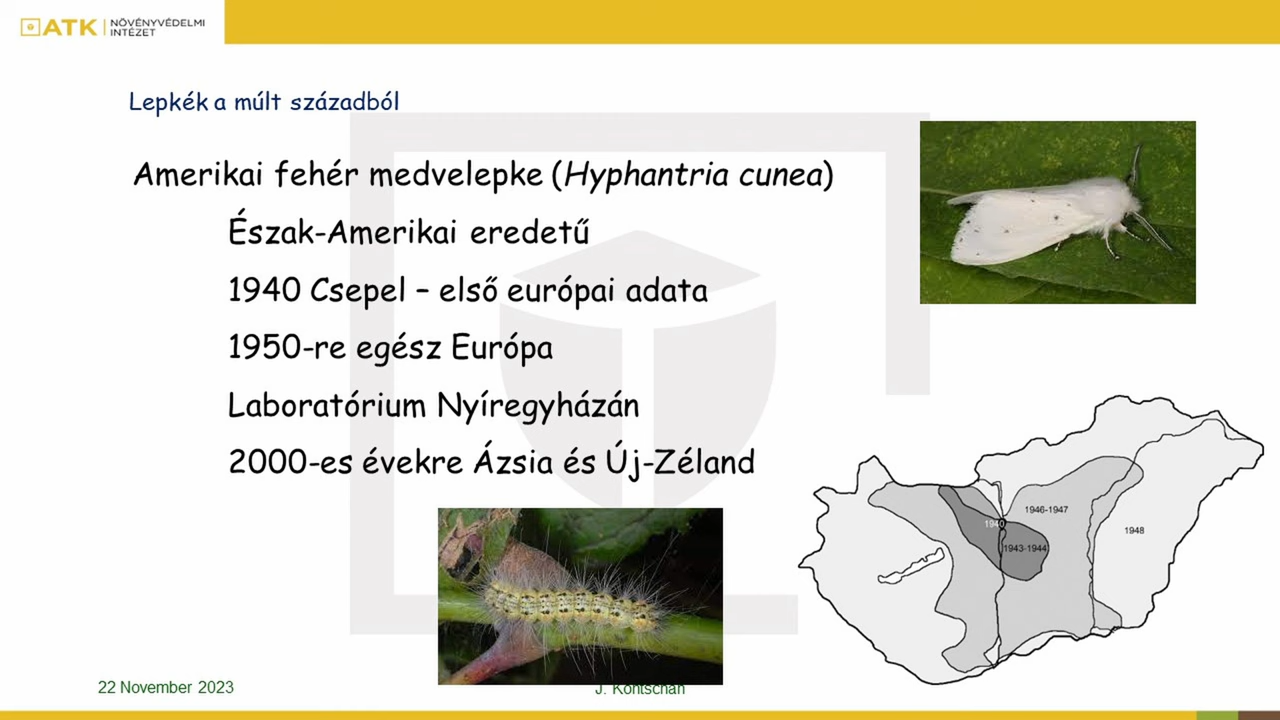 ATK NÖVÉNYVÉDELMI
INTÉZET
Lepkék a múlt századból
Amerikai fehér medvelepke (Hyphantria cunea)
Észak-Amerikai eredetű
1940 Csepel – első európai adata
1950-re egész Európa
Laboratórium Nyíregyházán
2000-es évekre Ázsia és Új-Zéland
1946-1947
1940
1948
1943-1944
22 November 2023
J. Kontschán